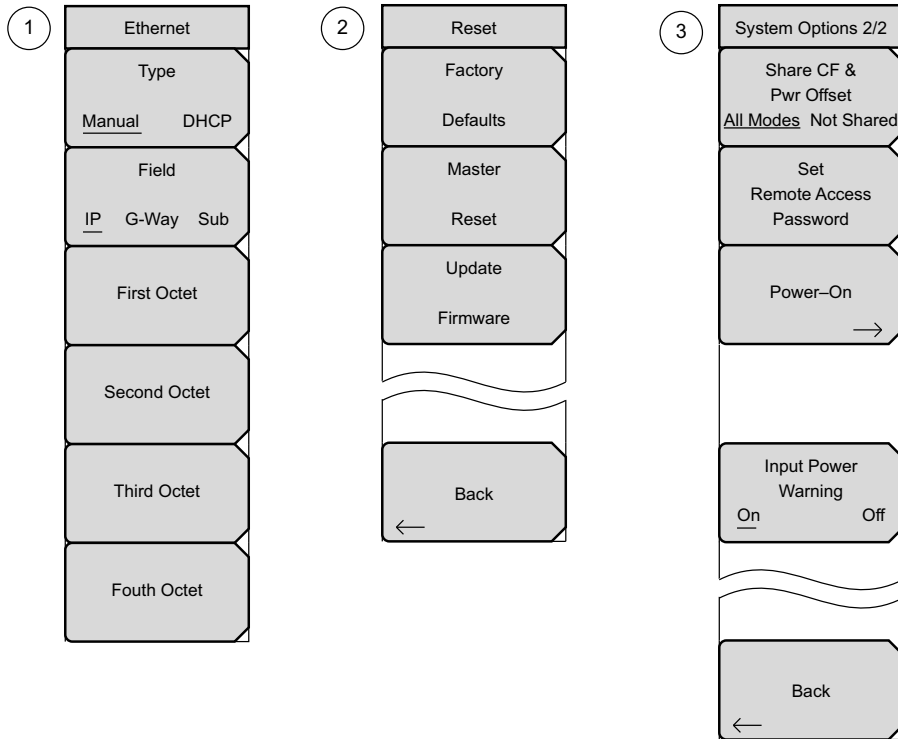 1
Ethernet
Type
Manual DHCP
Field
IP G-Way Sub
First Octet
Second Octet
Third Octet
Fouth Octet
2
Reset
Factory
Defaults
Master
Reset
Update
Firmware
Back
3
System Options 2/2
Share CF &
Pwr Offset
All Modes Not Shared
Set
Remote Access
Password
Power–On
Input Power
Warning
On Off
Back